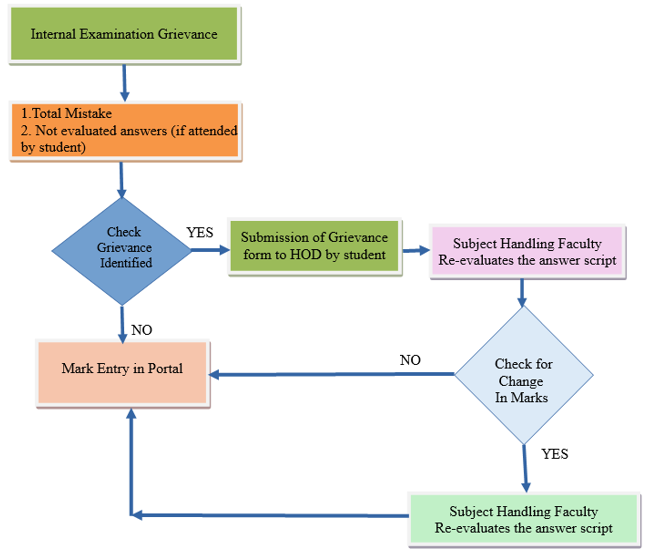 Internal Examination Grievance
1.Total Mistake
2. Not evaluated answers (if attended
by student)
Check
Grievance
Identified
YES
Submission of Grievance
form to HOD by student
Subject Handling Faculty
Re-evaluates the answer script
NO
Mark Entry in Portal
NO
Check for
Change
In Marks
YES
Subject Handling Faculty
Re-evaluates the answer script